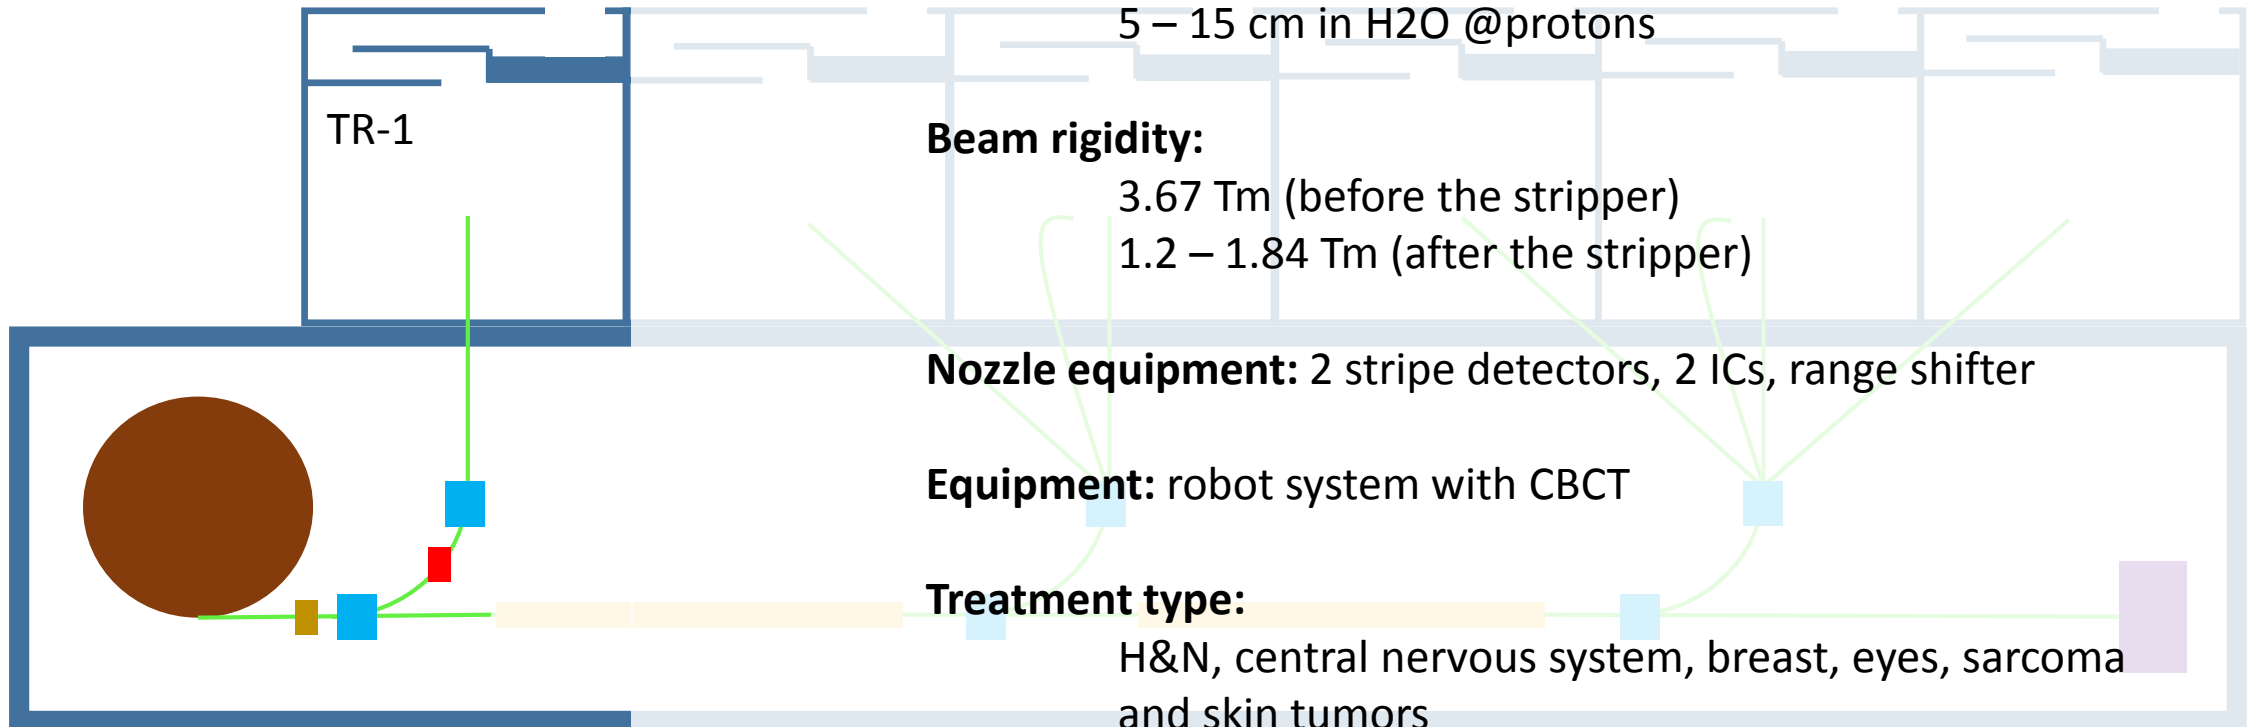 5 – 15 cm in H2O @protons
TR-1
Beam rigidity:
3.67 Tm (before the stripper)
1.2 – 1.84 Tm (after the stripper)
Nozzle equipment: 2 stripe detectors, 2 ICs, range shifter
Equipment: robot system with CBCT
Treatment type:
H&N, central nervous system, breast, eyes, sarcoma
and skin tumors